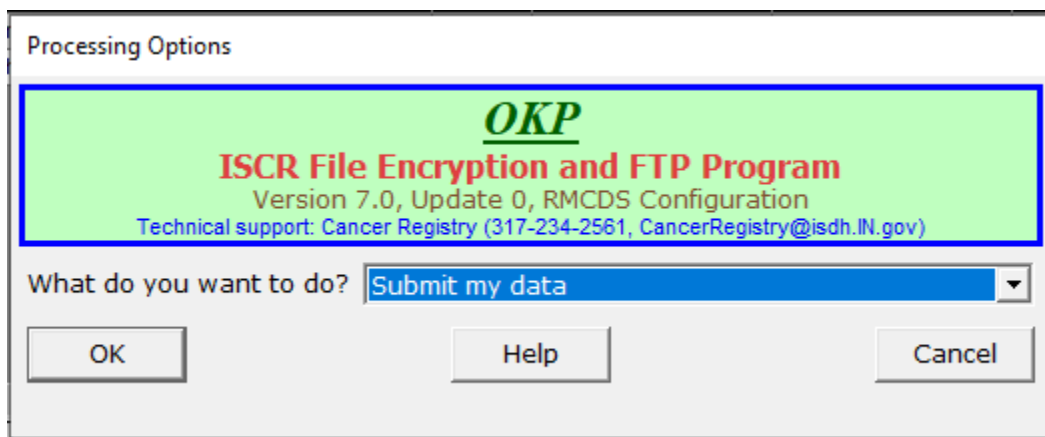 Processing Options
OKP
ISCR File Encryption and FTP Program
Version 7.0, Update 0, RMCDS Configuration
Technical support: Cancer Registry (317-234-2561, CancerRegistry@isdh.IN.gov)
What do you want to do? Submit my data
OK Help Cancel